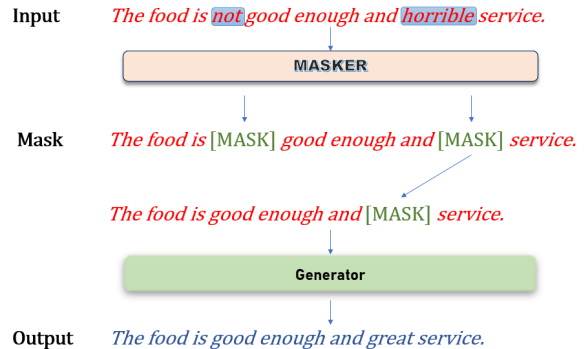 Input The food is not good enough and horrible service.
MASKER
Mask The food is [MASK] good enough and [MASK] service.
The food is good enough and [MASK] service.
Generator
Output The food is good enough and great service.